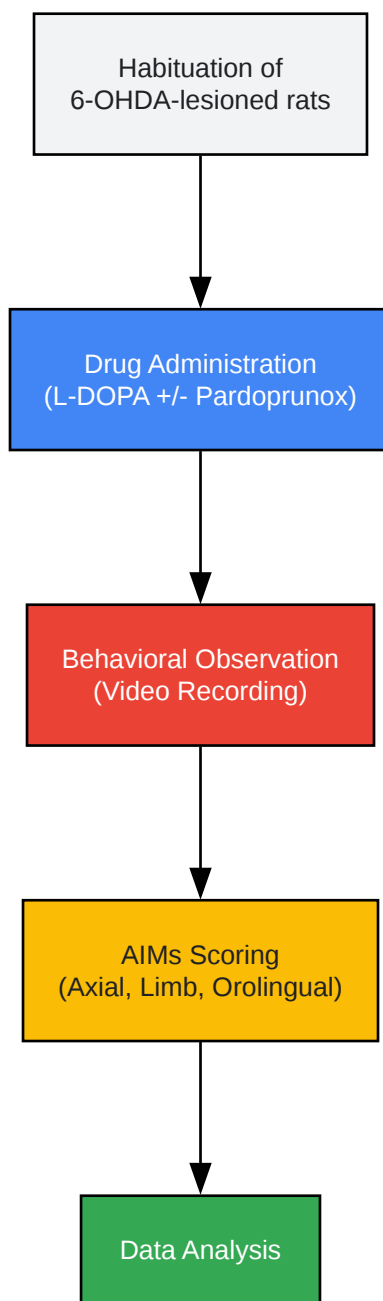 Habituation of
6-OHDA-lesioned rats
Drug Administration
(L-DOPA +/- Pardoprunox)
Behavioral Observation
(Video Recording)
AIMs Scoring
(Axial, Limb, Orolingual)
Data Analysis